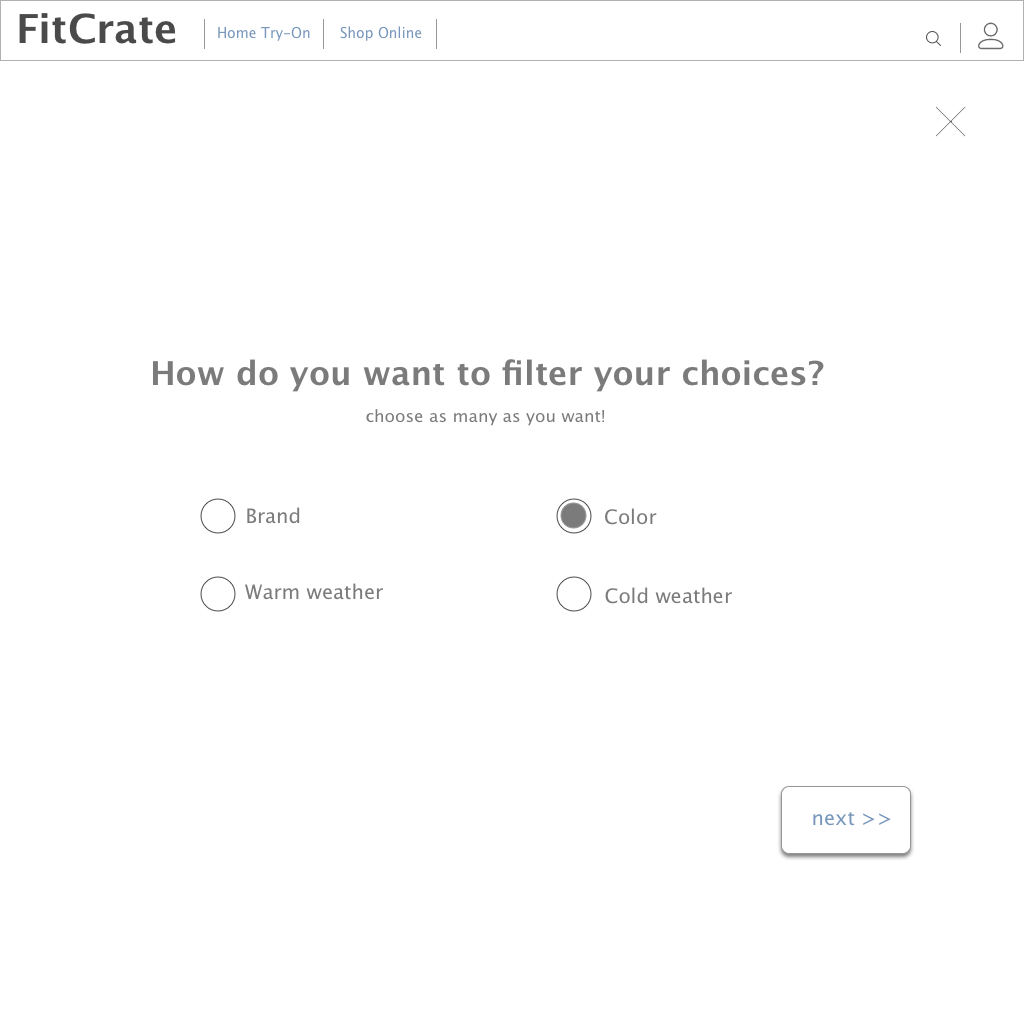 FitCrate
Home Try-On
Shop Online
How do you want to filter your choices?
choose as many as you want!
Brand
Color
Warm weather
Cold weather
next >>